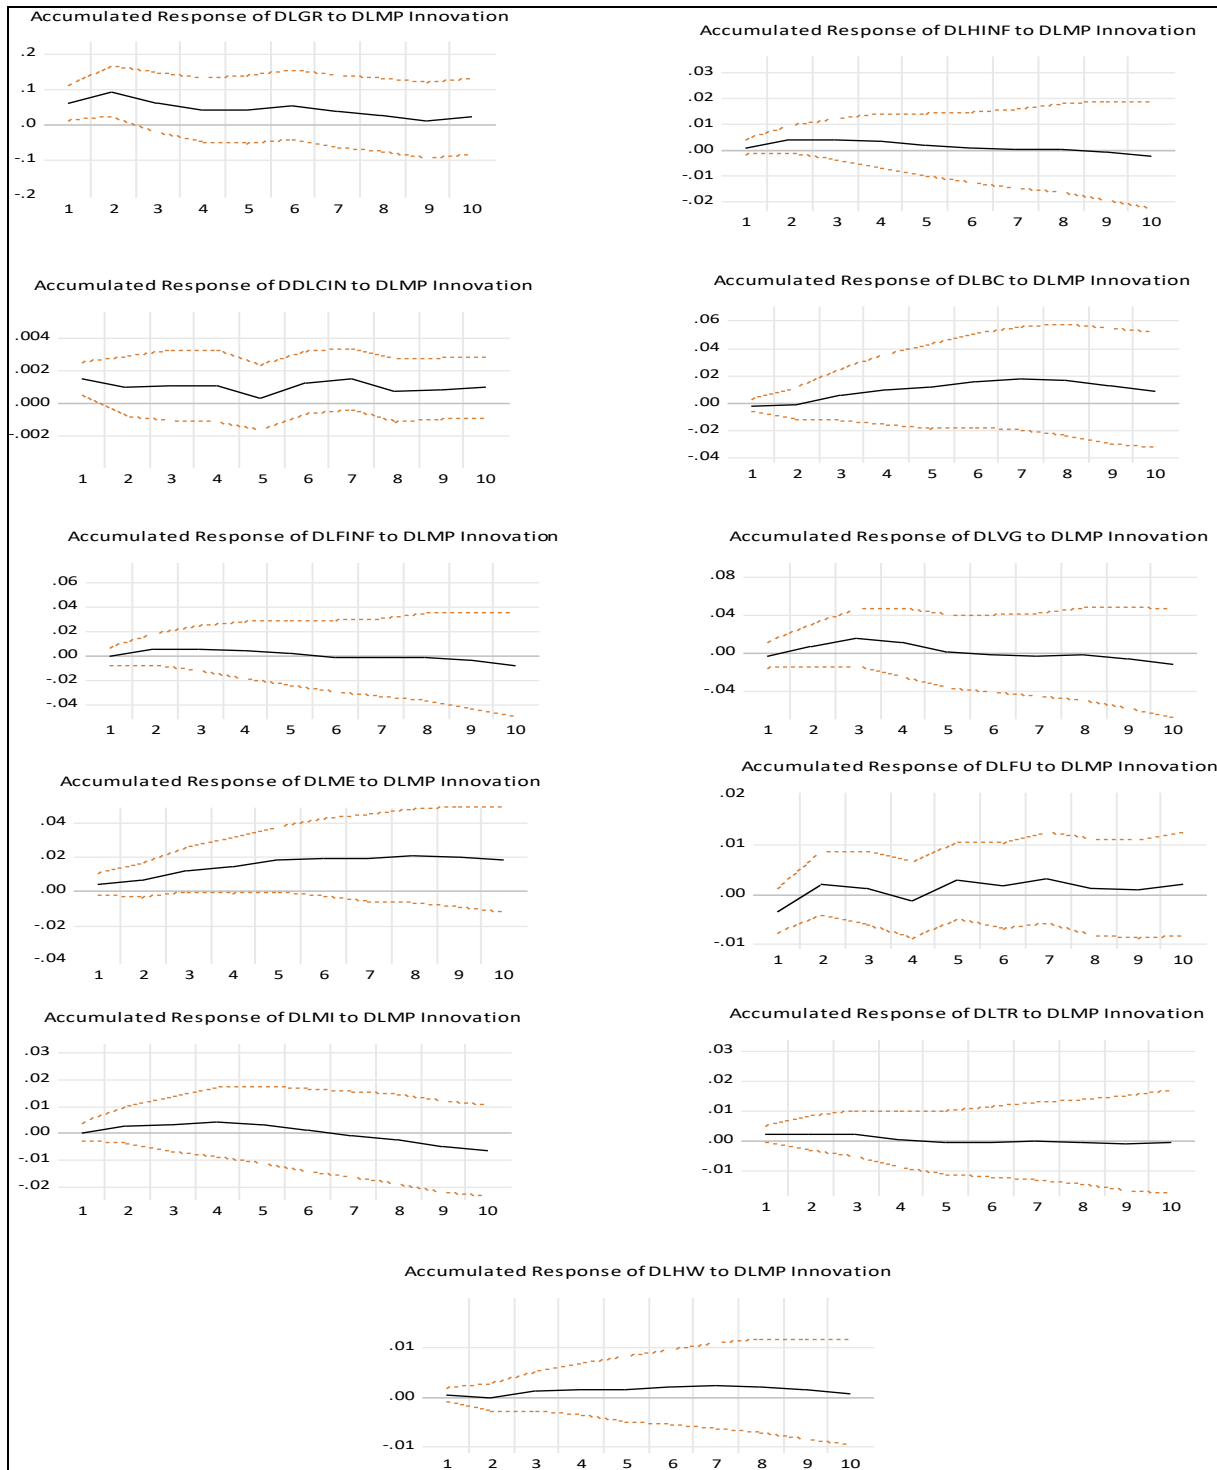 Accumulated Response of DLGR to DLMP Innovation
.2
.1
.0
-.1
-.2
1 2 3 4 5 6 7 8 9 10
Accumulated Response of DLHINF to DLMP Innovation
.03
.02
.01
.00
-.01
-.02
1 2 3 4 5 6 7 8 9 10
Accumulated Response of DDLCIN to DLMP Innovation
.004
.002
.000
-.002
1 2 3 4 5 6 7 8 9 10
Accumulated Response of DLBC to DLMP Innovation
.06
.04
.02
.00
-.02
-.04
1 2 3 4 5 6 7 8 9 10
Accumulated Response of DLFINF to DLMP Innovation
.06
.04
.02
.00
-.02
-.04
1 2 3 4 5 6 7 8 9 10
Accumulated Response of DLVG to DLMP Innovation
.08
.04
.00
-.04
1 2 3 4 5 6 7 8 9 10
Accumulated Response of DLME to DLMP Innovation
.04
.02
.00
-.02
-.04
1 2 3 4 5 6 7 8 9 10
Accumulated Response of DLFU to DLMP Innovation
.02
.01
.00
-.01
1 2 3 4 5 6 7 8 9 10
Accumulated Response of DLMI to DLMP Innovation
.03
.02
.01
.00
-.01
-.02
1 2 3 4 5 6 7 8 9 10
Accumulated Response of DLTR to DLMP Innovation
.03
.02
.01
.00
-.01
1 2 3 4 5 6 7 8 9 10
Accumulated Response of DLHW to DLMP Innovation
.01
.00
-.01
1 2 3 4 5 6 7 8 9 10